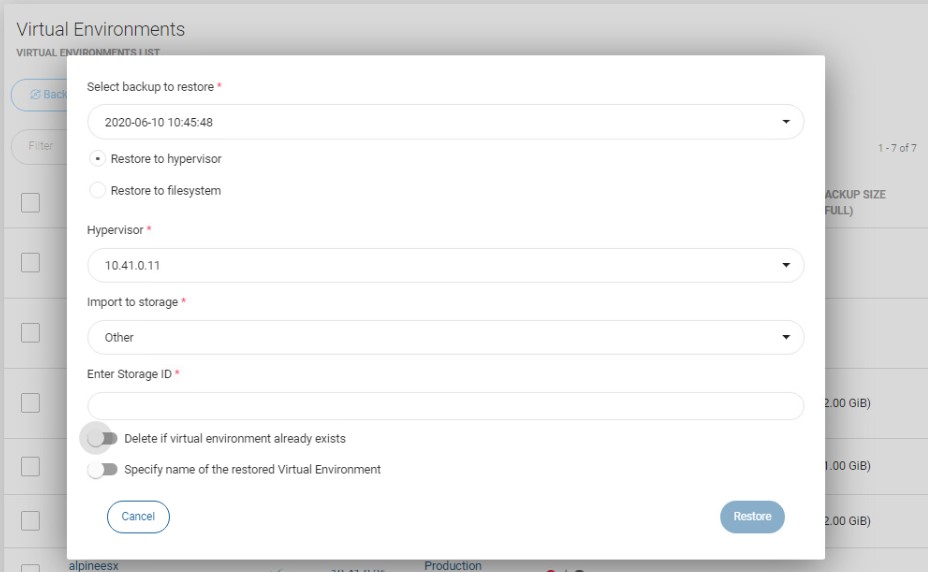 Virtual Environments
VIRTUAL ENVIRONMENTS LIST
Back
Filter
1 - 7 of 7
ACKUP SIZE
FULL)
Select backup to restore *
2020-06-10 10:45:48
Restore to hypervisor
Restore to filesystem
Hypervisor *
10.41.0.11
Import to storage *
Other
Enter Storage ID *
2.00 GiB)
Delete if virtual environment already exists
1.00 GiB)
Specify name of the restored Virtual Environment
Cancel
Restore
2.00 GiB)
alpineesx
Production